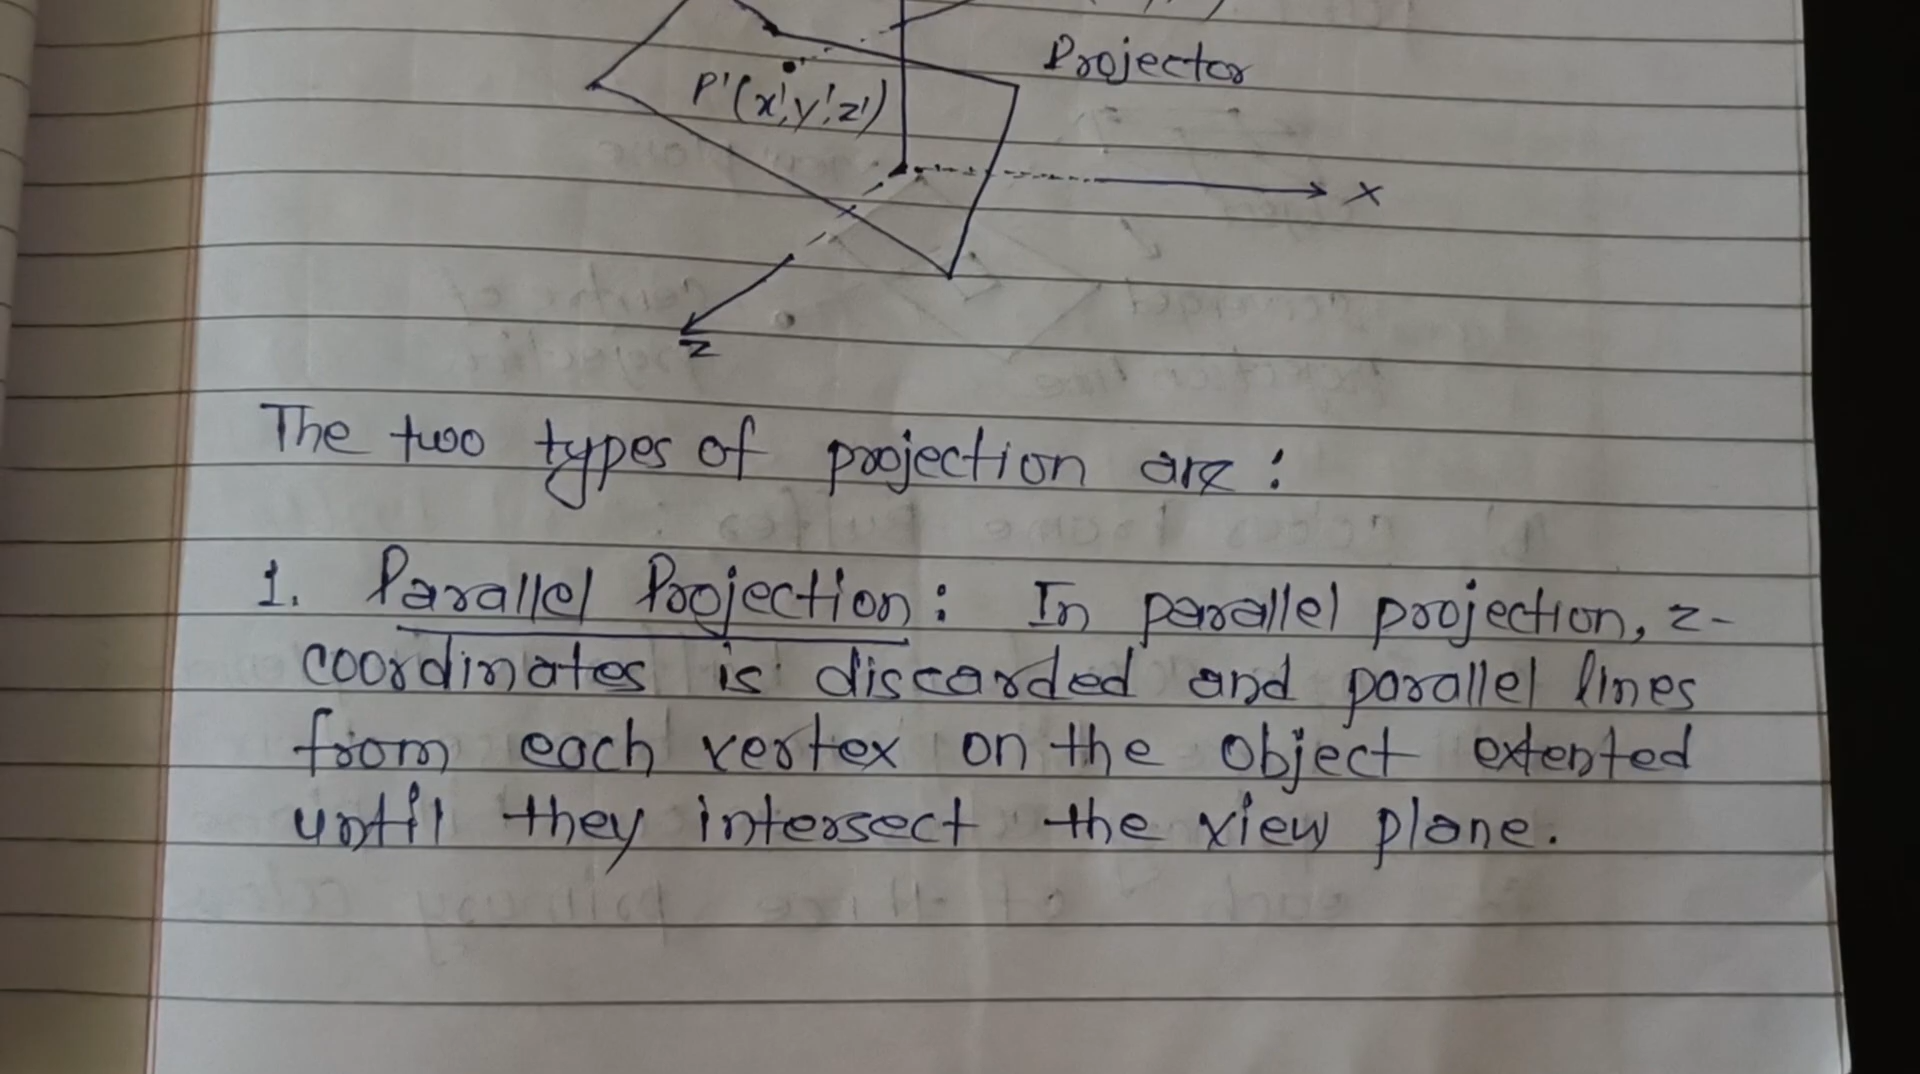 Projector
P'(x',y',z')
x
z
The two types of projection are :
1. Parallel Projection : In parallel projection, z-
coordinates is discarded and parallel lines
from each vertex on the object extented
until they intersect the view plane.